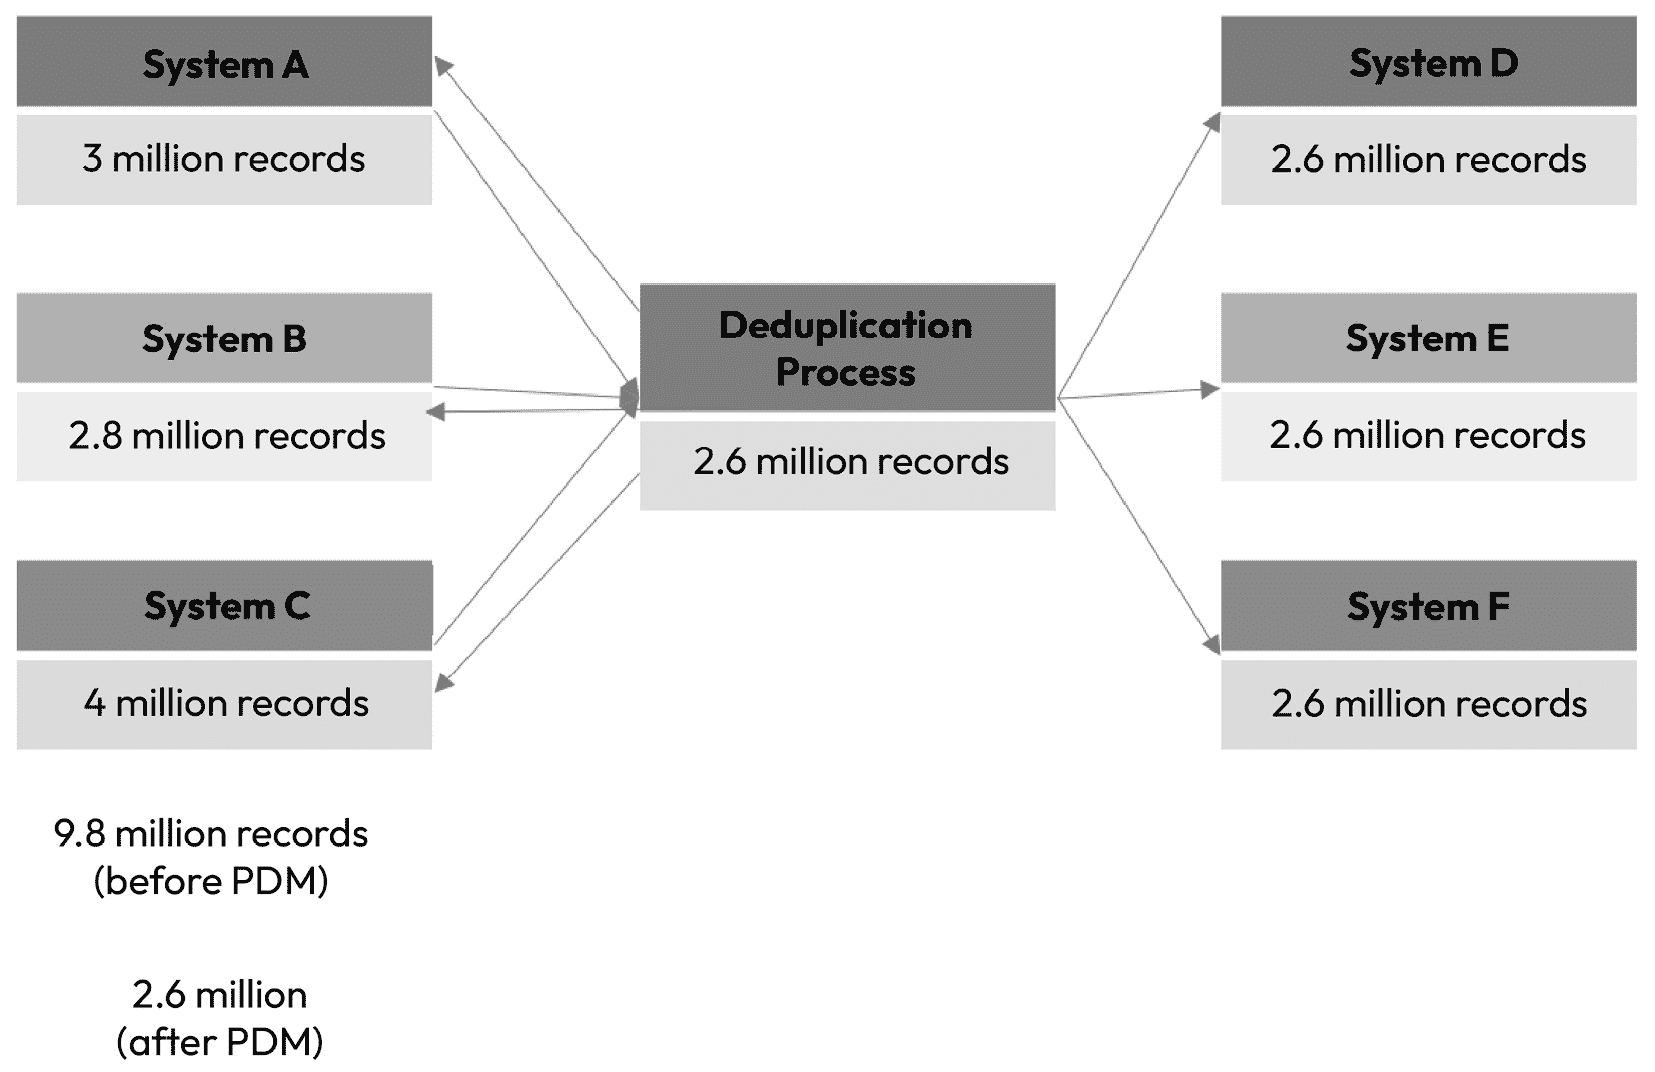 System A
3 million records
System B
2.8 million records
System C
4 million records
9.8 million records
(before PDM)
2.6 million
(after PDM)
Deduplication
Process
2.6 million records
System D
2.6 million records
System E
2.6 million records
System F
2.6 million records